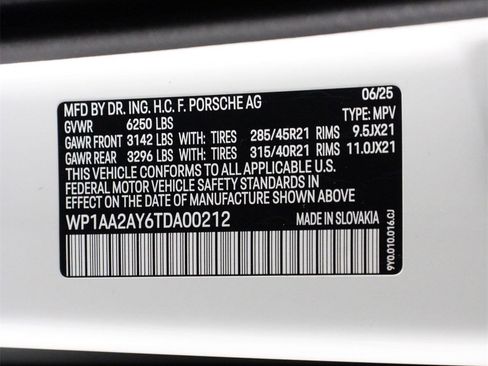 MFD BY DR. ING. H.C. F. PORSCHE AG 06/25
GVWR 6250 LBS TYPE: MPV
GAWR FRONT 3142 LBS WITH: TIRES 285/45R21 RIMS 9.5JX21
GAWR REAR 3296 LBS WITH: TIRES 315/40R21 RIMS 11.0JX21
THIS VEHICLE CONFORMS TO ALL APPLICABLE U.S.
FEDERAL MOTOR VEHICLE SAFETY STANDARDS IN
EFFECT ON THE DATE OF MANUFACTURE SHOWN ABOVE
WP1AA2AY6TDA00212 MADE IN SLOVAKIA
9Y0.010.016.CJ